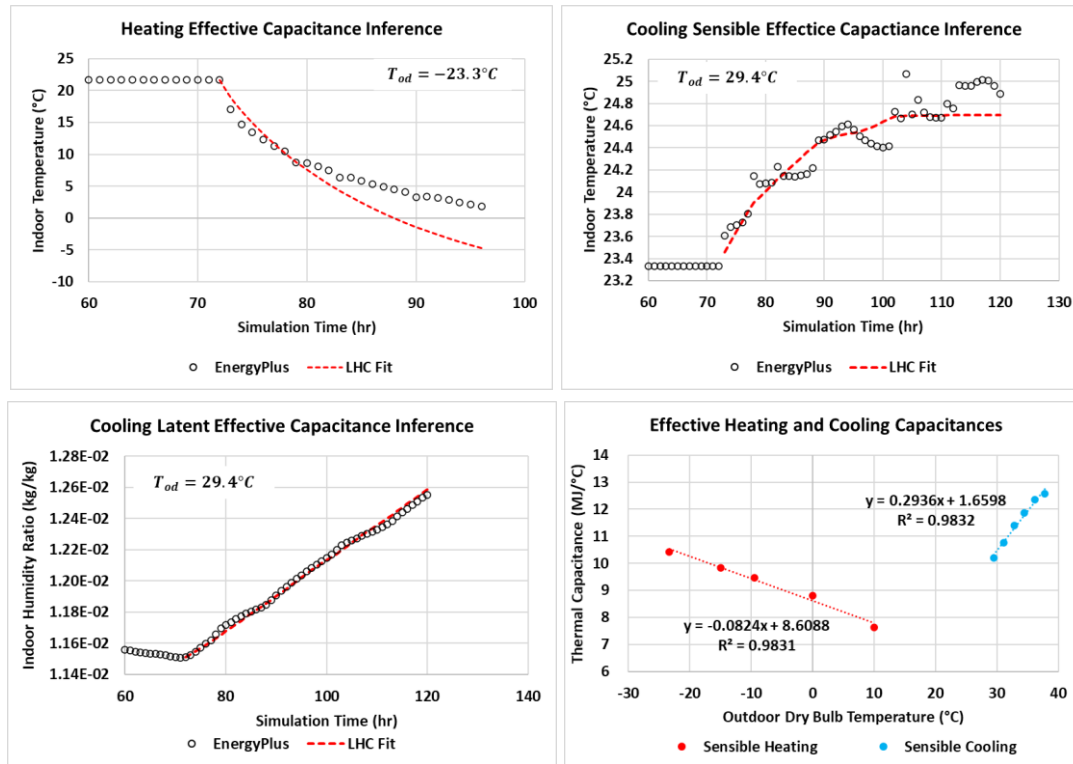 Heating Effective Capacitance Inference
T_od = −23.3°C
Indoor Temperature (°C)
25
20
15
10
5
0
-5
-10
60
70
80
90
100
Simulation Time (hr)
EnergyPlus
LHC Fit
Cooling Sensible Effectice Capactiance Inference
T_od = 29.4°C
Indoor Temperature (°C)
25.2
25
24.8
24.6
24.4
24.2
24
23.8
23.6
23.4
23.2
60
70
80
90
100
110
120
130
Simulation Time (hr)
EnergyPlus
LHC Fit
Cooling Latent Effective Capacitance Inference
T_od = 29.4°C
Indoor Humidity Ratio (kg/kg)
1.28E-02
1.26E-02
1.24E-02
1.22E-02
1.20E-02
1.18E-02
1.16E-02
1.14E-02
60
80
100
120
140
Simulation Time (hr)
EnergyPlus
LHC Fit
Effective Heating and Cooling Capacitances
Thermal Capacitance (MJ/°C)
14
13
12
11
10
9
8
7
6
y = 0.2936x + 1.6598
R² = 0.9832
y = -0.0824x + 8.6088
R² = 0.9831
-30
-20
-10
0
10
20
30
40
Outdoor Dry Bulb Temperature (°C)
Sensible Heating
Sensible Cooling